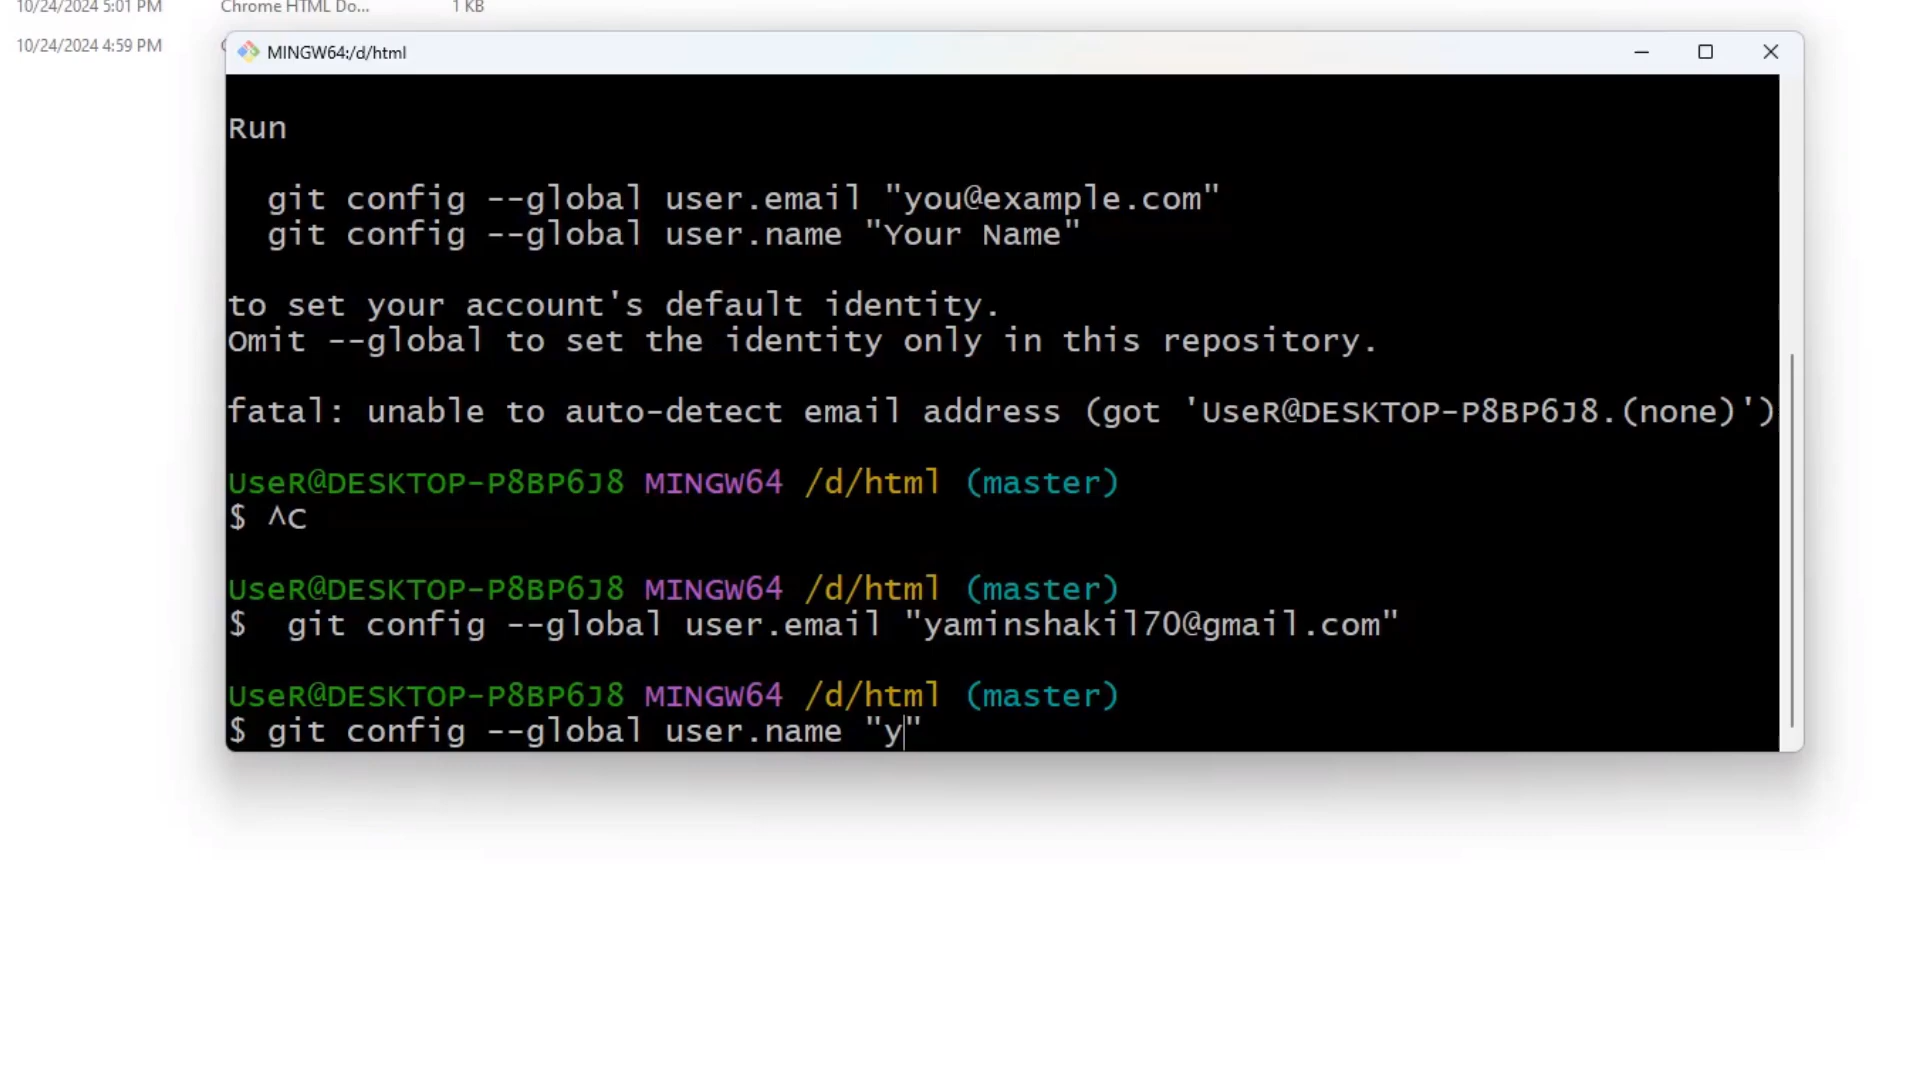 10/24/2024 5:01 PM Chrome HTML Do... 1 KB
10/24/2024 4:59 PM
MINGW64:/d/html
Run
git config --global user.email "you@example.com"
git config --global user.name "Your Name"
to set your account's default identity.
Omit --global to set the identity only in this repository.
fatal: unable to auto-detect email address (got 'UseR@DESKTOP-P8BP6J8.(none)')
UseR@DESKTOP-P8BP6J8 MINGW64 /d/html (master)
$ ^C
UseR@DESKTOP-P8BP6J8 MINGW64 /d/html (master)
$  git config --global user.email "yaminshakil70@gmail.com"
UseR@DESKTOP-P8BP6J8 MINGW64 /d/html (master)
$ git config --global user.name "y"